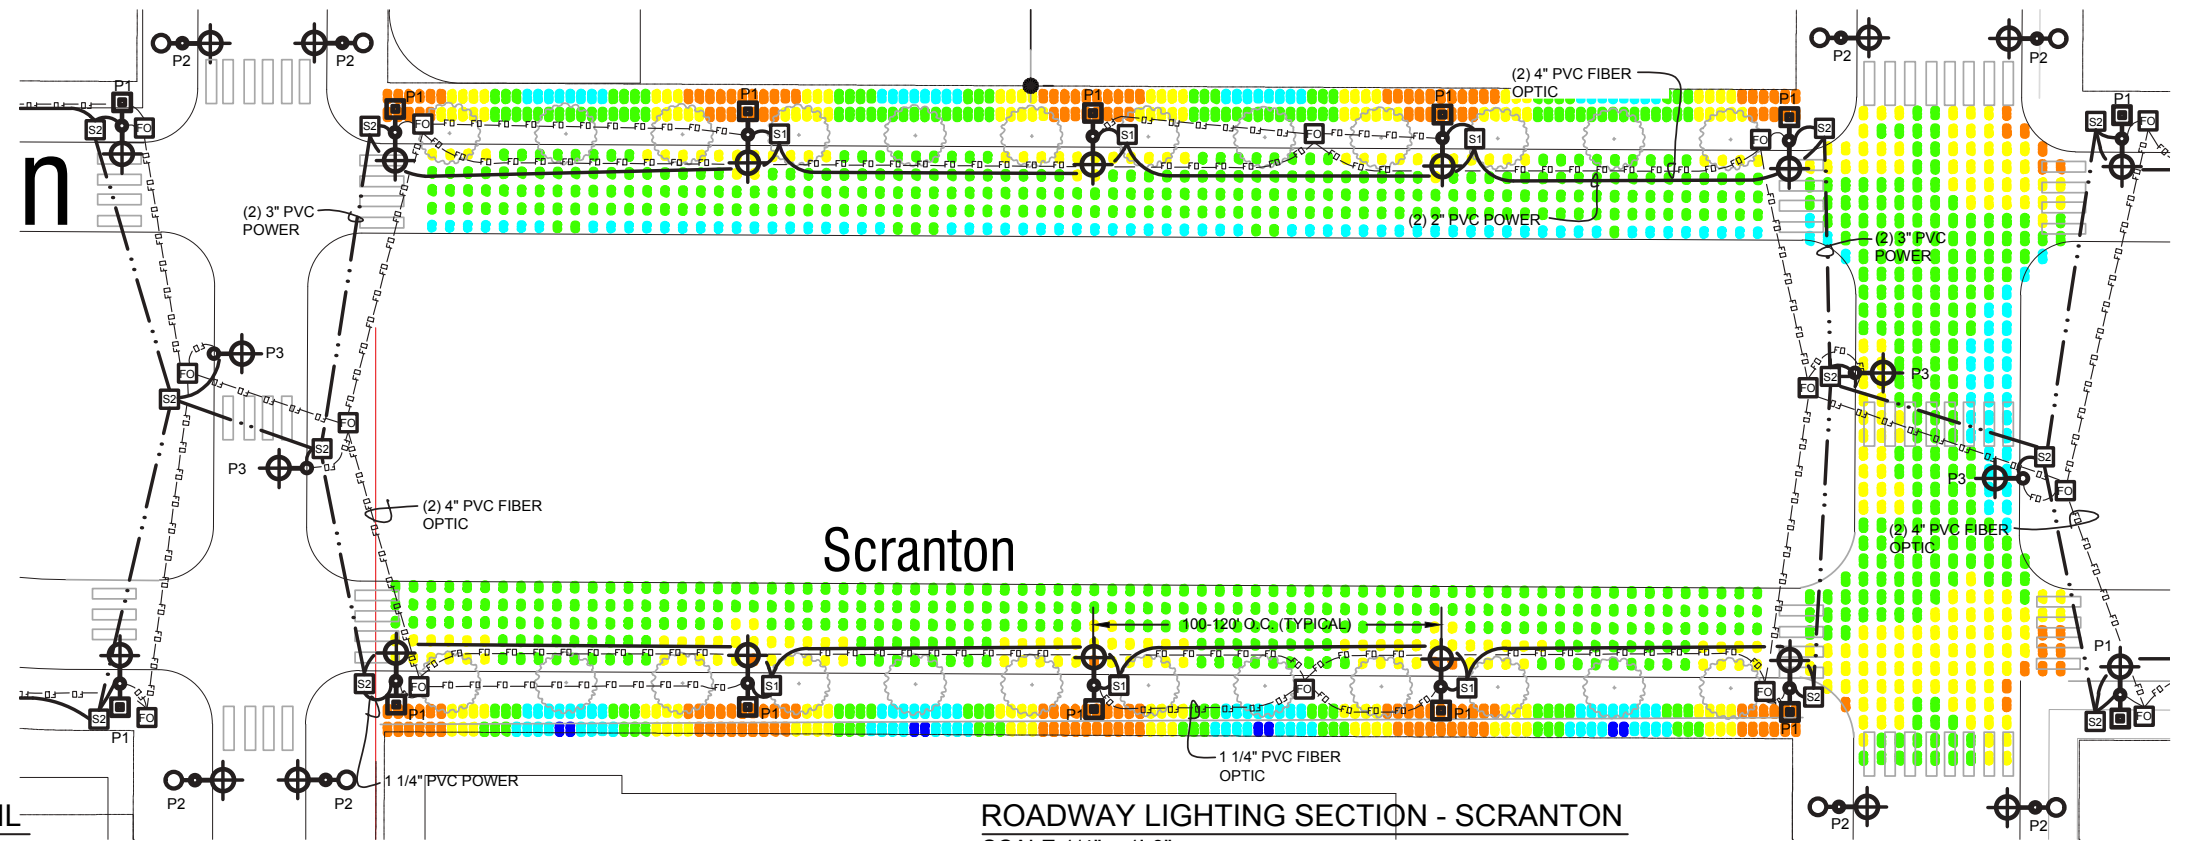 P2
P2
P2
P2
(2) 4" PVC FIBER
OPTIC
P1
P1
P1
P1
P1
P1
P1
S2
FO
S2
FO
S1
S1
FO
S1
FO
S2
S2
FO
n
(2) 3" PVC
POWER
(2) 2" PVC POWER
(2) 3" PVC
POWER
P3
FO
S2
FO
S2
P3
P3
FO
S2
S2
P3
FO
(2) 4" PVC FIBER
OPTIC
(2) 4" PVC FIBER
OPTIC
Scranton
100-120' O.C. (TYPICAL)
P1
S2
FO
S1
S1
FO
S1
FO
S2
P1
P1
P1
P1
P1
S2
FO
P1
S2
FO
1 1/4" PVC FIBER
OPTIC
1 1/4" PVC POWER
P2
P2
P2
P2
IL
ROADWAY LIGHTING SECTION - SCRANTON